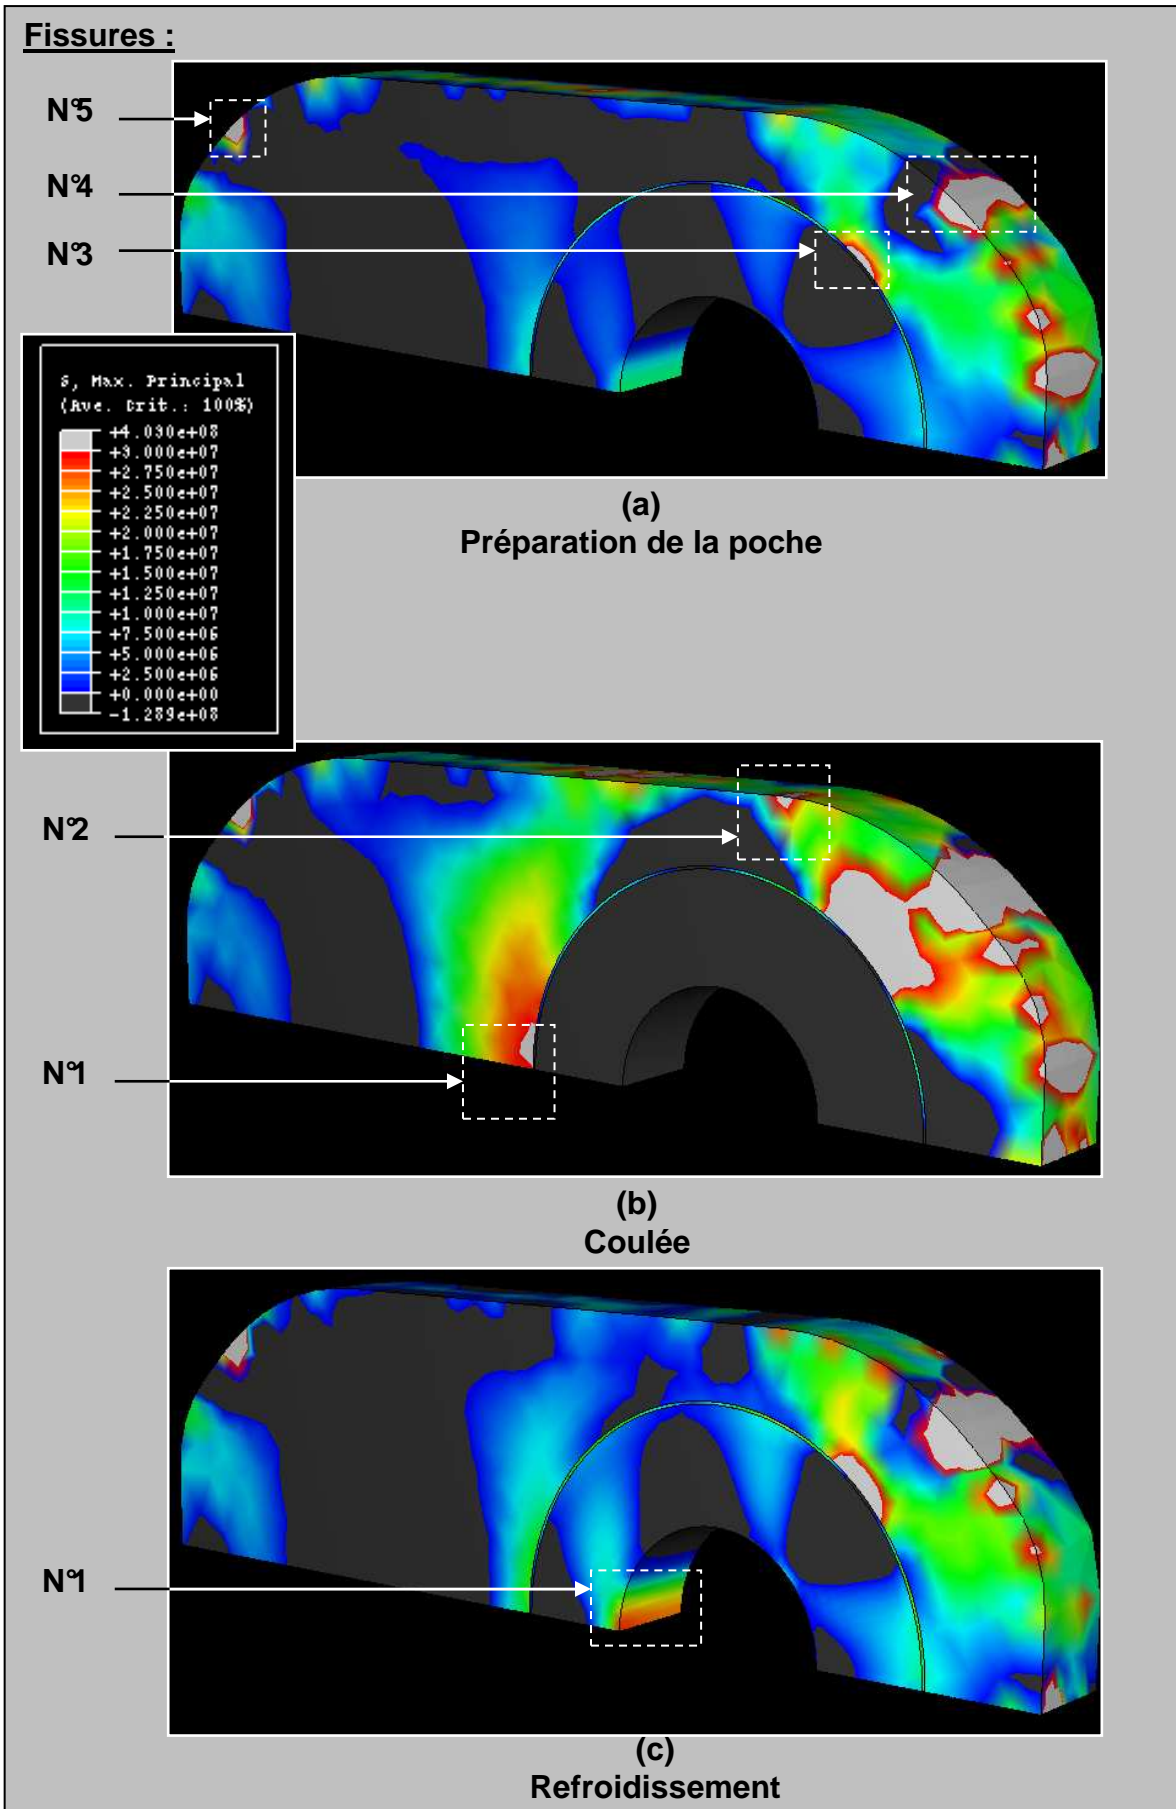 Fissures :
N°5
N°4
N°3
S, Max. Principal
(Ave. Crit.: 100%)
+4.030e+08
+3.000e+07
+2.750e+07
+2.500e+07
+2.250e+07
+2.000e+07
+1.750e+07
+1.500e+07
+1.250e+07
+1.000e+07
+7.500e+06
+5.000e+06
+2.500e+06
+0.000e+00
-1.289e+08
(a)
Préparation de la poche
N°2
N°1
(b)
Coulée
N°1
(c)
Refroidissement